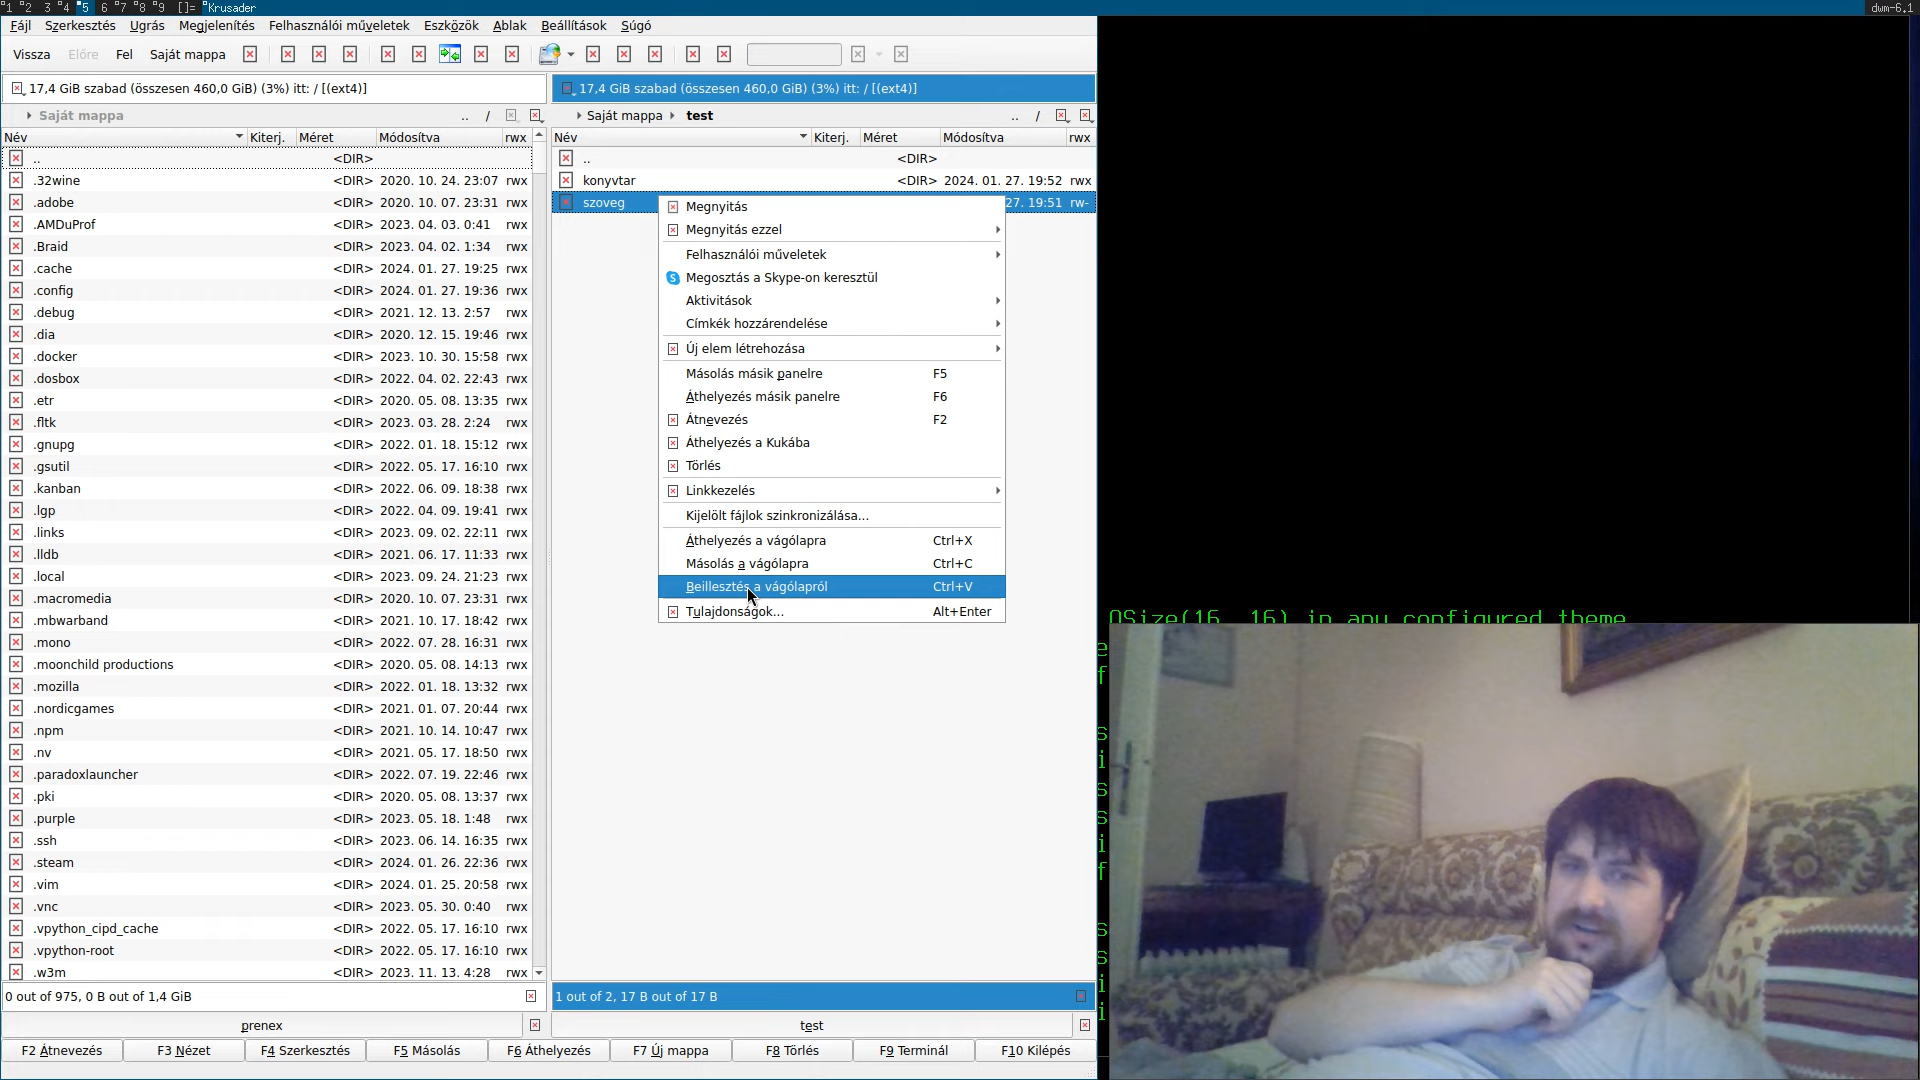 1 2 3 4 5 6 7 8 9 []= Krusader dwm-6.1
Fájl Szerkesztés Ugrás Megjelenítés Felhasználói műveletek Eszközök Ablak Beállítások Súgó
Vissza Előre Fel Saját mappa
17,4 GiB szabad (összesen 460,0 GiB) (3%) itt: / [(ext4)]
Saját mappa .. /
Név Kiterj. Méret Módosítva rwx
.. <DIR>
.32wine <DIR> 2020. 10. 24. 23:07 rwx
.adobe <DIR> 2020. 10. 07. 23:31 rwx
.AMDuProf <DIR> 2023. 04. 03. 0:41 rwx
.Braid <DIR> 2023. 04. 02. 1:34 rwx
.cache <DIR> 2024. 01. 27. 19:25 rwx
.config <DIR> 2024. 01. 27. 19:36 rwx
.debug <DIR> 2021. 12. 13. 2:57 rwx
.dia <DIR> 2020. 12. 15. 19:46 rwx
.docker <DIR> 2023. 10. 30. 15:58 rwx
.dosbox <DIR> 2022. 04. 02. 22:43 rwx
.etr <DIR> 2020. 05. 08. 13:35 rwx
.fltk <DIR> 2023. 03. 28. 2:24 rwx
.gnupg <DIR> 2022. 01. 18. 15:12 rwx
.gsutil <DIR> 2022. 05. 17. 16:10 rwx
.kanban <DIR> 2022. 06. 09. 18:38 rwx
.lgp <DIR> 2022. 04. 09. 19:41 rwx
.links <DIR> 2023. 09. 02. 22:11 rwx
.lldb <DIR> 2021. 06. 17. 11:33 rwx
.local <DIR> 2023. 09. 24. 21:23 rwx
.macromedia <DIR> 2020. 10. 07. 23:31 rwx
.mbwarband <DIR> 2021. 10. 17. 18:42 rwx
.mono <DIR> 2022. 07. 28. 16:31 rwx
.moonchild productions <DIR> 2020. 05. 08. 14:13 rwx
.mozilla <DIR> 2022. 01. 18. 13:32 rwx
.nordicgames <DIR> 2021. 01. 07. 20:44 rwx
.npm <DIR> 2021. 10. 14. 10:47 rwx
.nv <DIR> 2021. 05. 17. 18:50 rwx
.paradoxlauncher <DIR> 2022. 07. 19. 22:46 rwx
.pki <DIR> 2020. 05. 08. 13:37 rwx
.purple <DIR> 2023. 05. 18. 1:48 rwx
.ssh <DIR> 2023. 06. 14. 16:35 rwx
.steam <DIR> 2024. 01. 26. 22:36 rwx
.vim <DIR> 2024. 01. 25. 20:58 rwx
.vnc <DIR> 2023. 05. 30. 0:40 rwx
.vpython_cipd_cache <DIR> 2022. 05. 17. 16:10 rwx
.vpython-root <DIR> 2022. 05. 17. 16:10 rwx
.w3m <DIR> 2023. 11. 13. 4:28 rwx
0 out of 975, 0 B out of 1,4 GiB
prenex
17,4 GiB szabad (összesen 460,0 GiB) (3%) itt: / [(ext4)]
Saját mappa test .. /
Név Kiterj. Méret Módosítva rwx
.. <DIR>
konyvtar <DIR> 2024. 01. 27. 19:52 rwx
szoveg 27. 19:51 rw-
Megnyitás
Megnyitás ezzel
Felhasználói műveletek
Megosztás a Skype-on keresztül
Aktivitások
Címkék hozzárendelése
Új elem létrehozása
Másolás másik panelre F5
Áthelyezés másik panelre F6
Átnevezés F2
Áthelyezés a Kukába
Törlés
Linkkezelés
Kijelölt fájlok szinkronizálása...
Áthelyezés a vágólapra Ctrl+X
Másolás a vágólapra Ctrl+C
Beillesztés a vágólapról Ctrl+V
Tulajdonságok... Alt+Enter
1 out of 2, 17 B out of 17 B
test
F2 Átnevezés F3 Nézet F4 Szerkesztés F5 Másolás F6 Áthelyezés F7 Új mappa F8 Törlés F9 Terminál F10 Kilépés
QSize(16, 16) in any configured theme